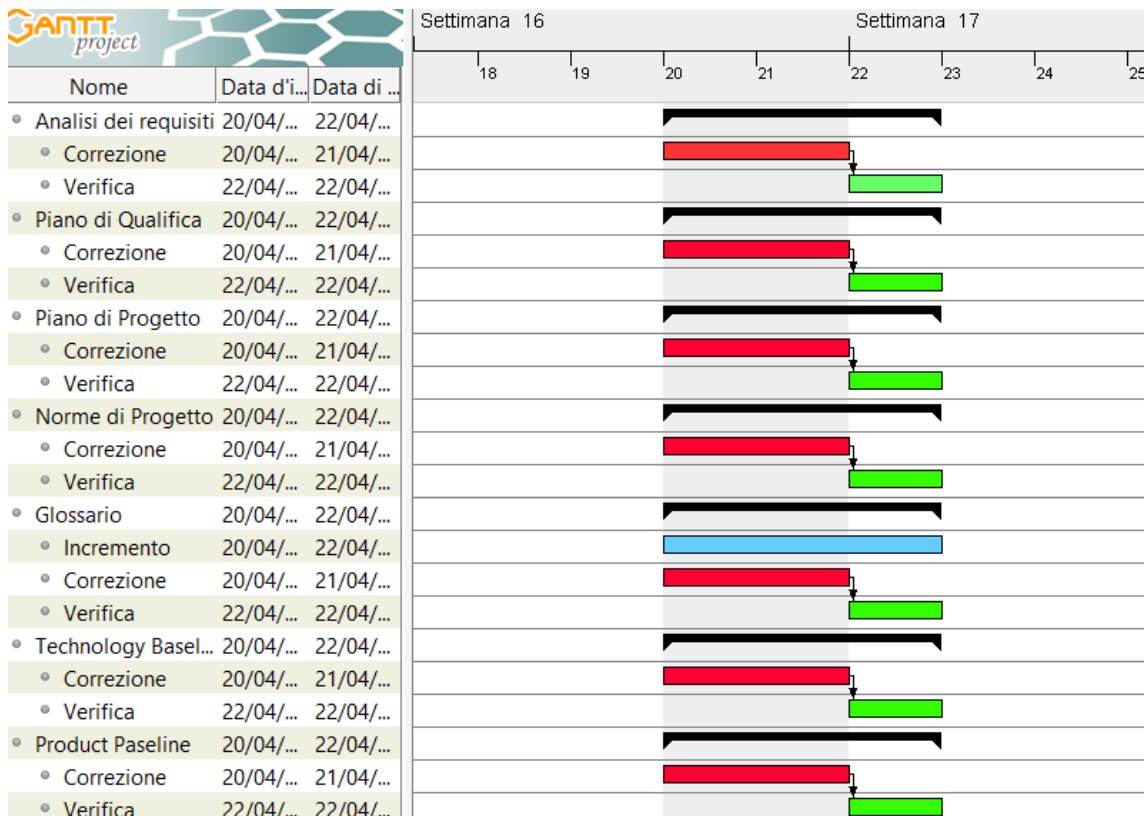 GANTT project
Settimana 16 Settimana 17
18 19 20 21 22 23 24 25
Nome Data d'i... Data di ...
Analisi dei requisiti 20/04/... 22/04/...
Correzione 20/04/... 21/04/...
Verifica 22/04/... 22/04/...
Piano di Qualifica 20/04/... 22/04/...
Correzione 20/04/... 21/04/...
Verifica 22/04/... 22/04/...
Piano di Progetto 20/04/... 22/04/...
Correzione 20/04/... 21/04/...
Verifica 22/04/... 22/04/...
Norme di Progetto 20/04/... 22/04/...
Correzione 20/04/... 21/04/...
Verifica 22/04/... 22/04/...
Glossario 20/04/... 22/04/...
Incremento 20/04/... 22/04/...
Correzione 20/04/... 21/04/...
Verifica 22/04/... 22/04/...
Technology Basel... 20/04/... 22/04/...
Correzione 20/04/... 21/04/...
Verifica 22/04/... 22/04/...
Product Paseline 20/04/... 22/04/...
Correzione 20/04/... 21/04/...
Verifica 22/04/... 22/04/...